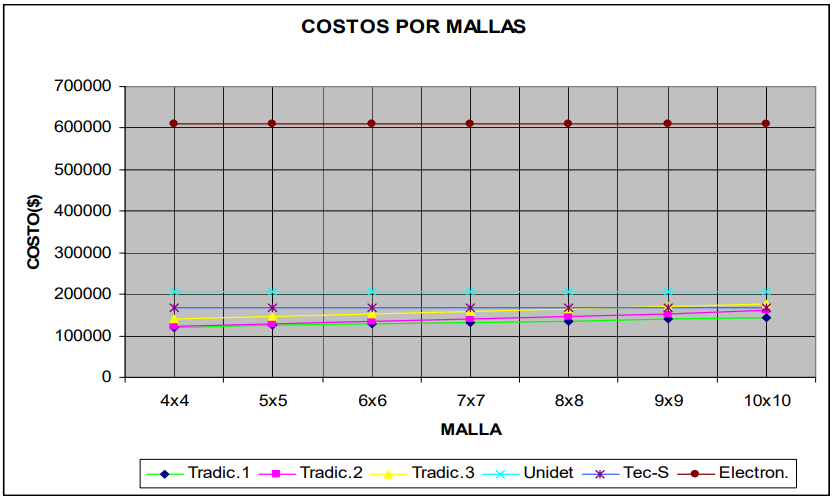 COSTOS POR MALLAS
700000
600000
500000
400000
300000
200000
100000
0
COSTO($)
4x4 5x5 6x6 7x7 8x8 9x9 10x10
MALLA
Tradic.1 Tradic.2 Tradic.3 Unidet Tec-S Electron.